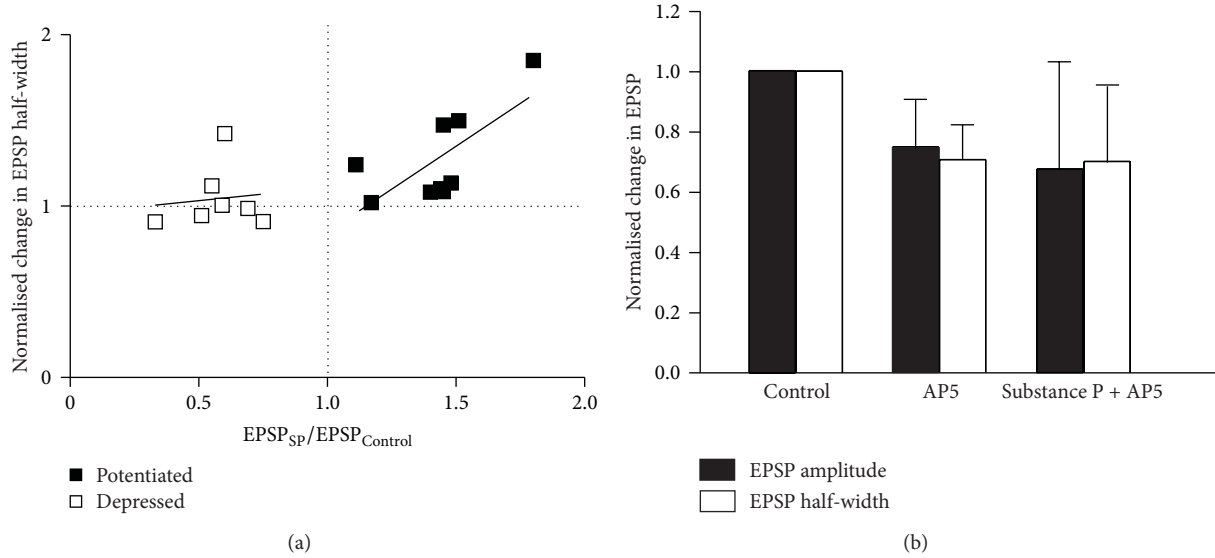 Normalised change in EPSP half-width
2
1
0
0
0.5
1.0
1.5
2.0
EPSPSP/EPSPControl
Potentiated
Depressed
(a)
Normalised change in EPSP
1.2
1.0
0.8
0.6
0.4
0.2
0.0
Control
AP5
Substance P + AP5
EPSP amplitude
EPSP half-width
(b)